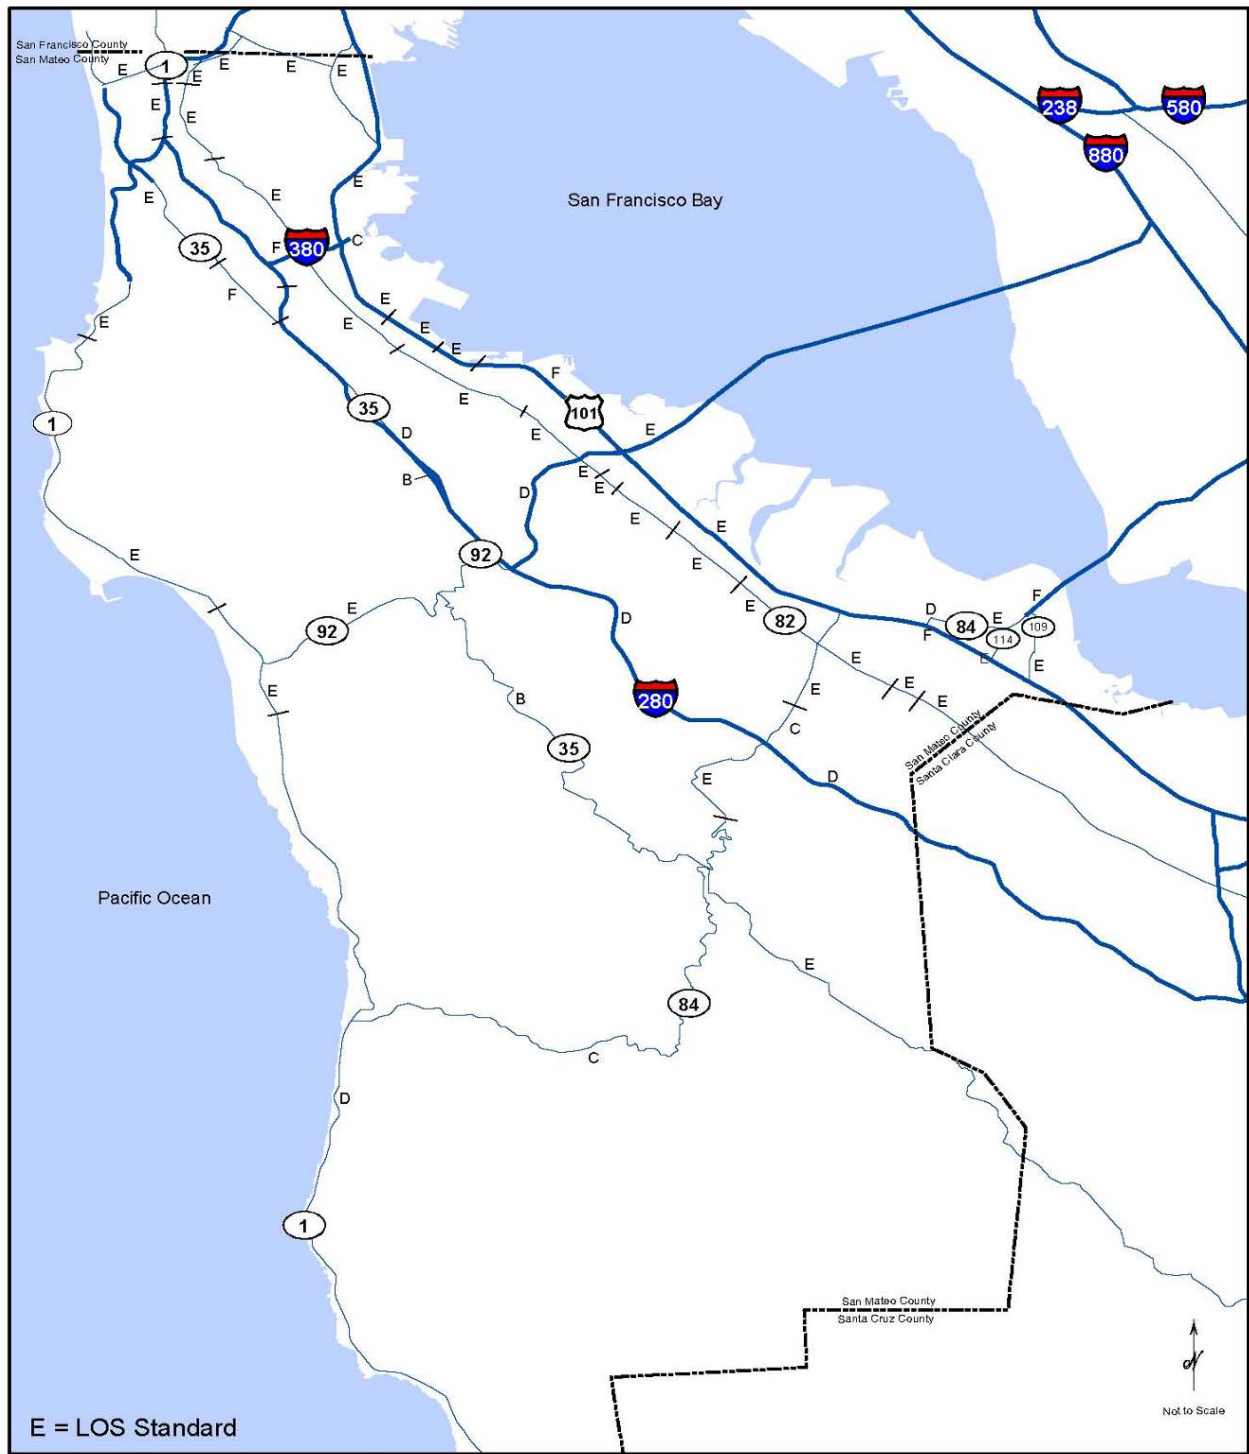 San Francisco County
San Mateo County
1
E
E
E
E
E
E
E
238
580
880
E
E
E
San Francisco Bay
35
F
380
C
F
E
E
E
E
E
F
1
35
E
101
D
E
E
B
D
E
E
E
E
92
E
F
92
E
E
D
82
D
84
E
109
F
114
E
E
E
E
E
E
E
B
280
San Mateo County
Santa Clara County
35
C
E
D
Pacific Ocean
E
84
C
D
1
San Mateo County
Santa Cruz County
N
Not to Scale
E = LOS Standard